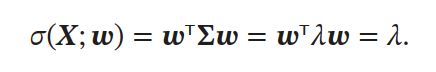 σ(X; w) = wᵀΣw = wᵀλw = λ.